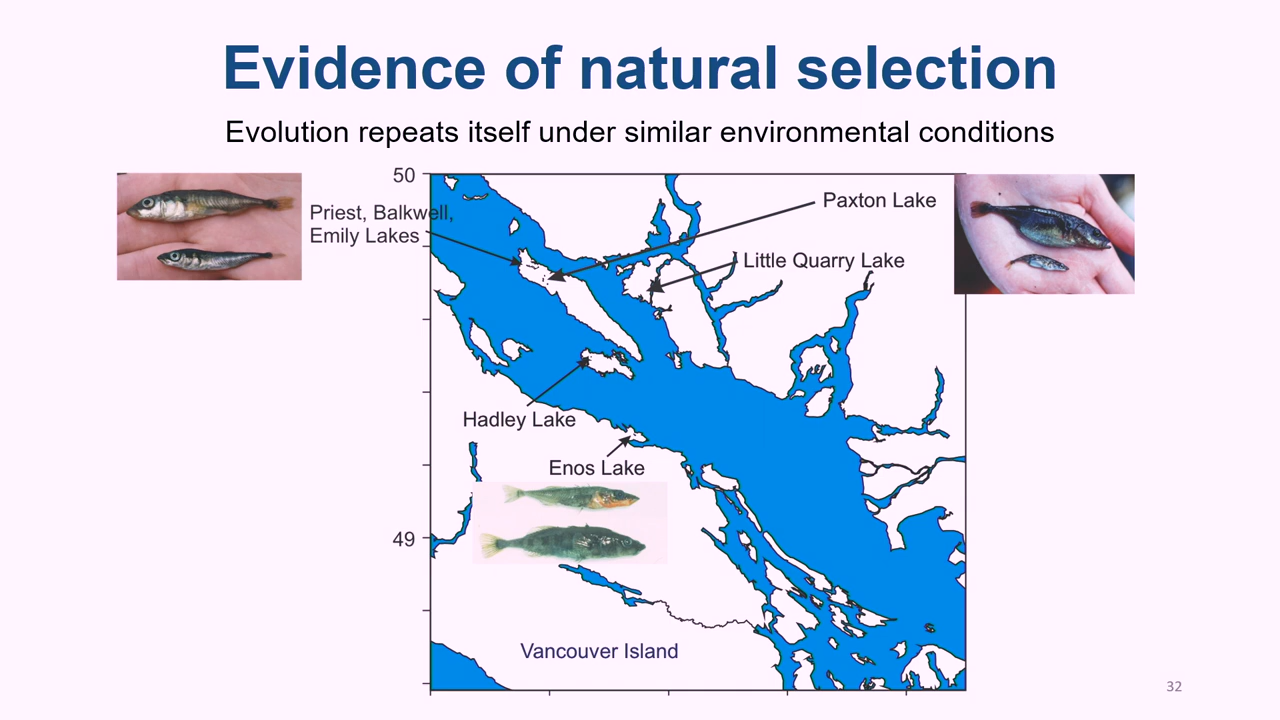 Evidence of natural selection
Evolution repeats itself under similar environmental conditions
50
Priest, Balkwell,
Emily Lakes
Paxton Lake
Little Quarry Lake
Hadley Lake
Enos Lake
49
Vancouver Island
32